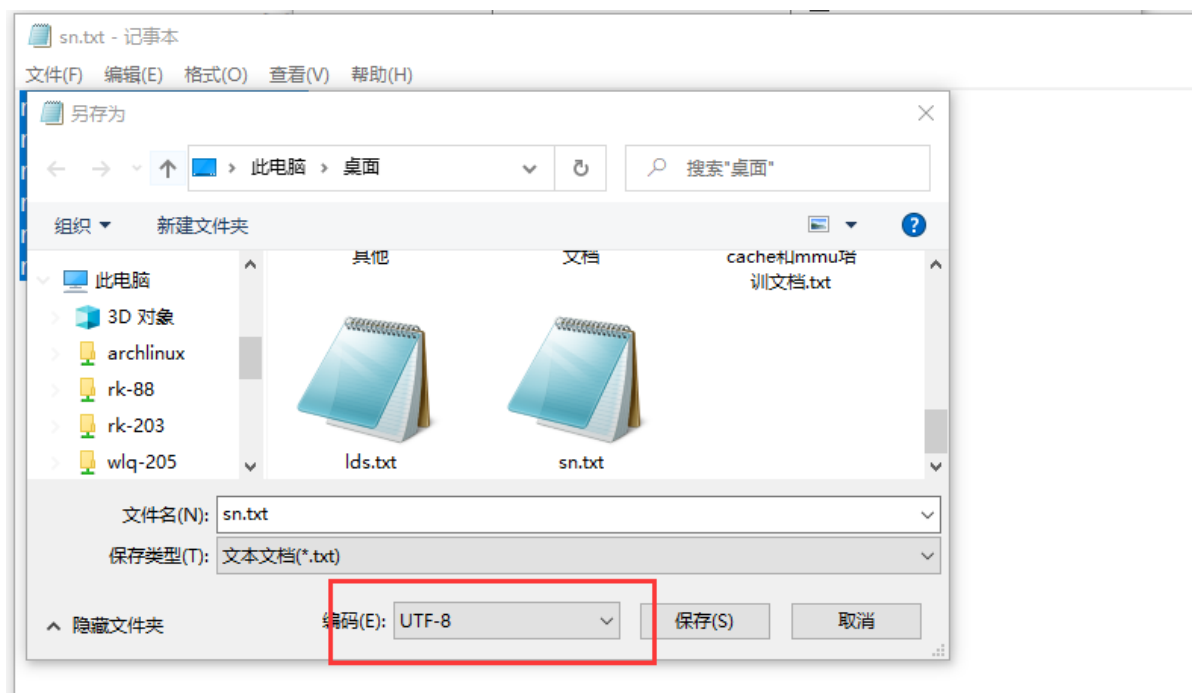 sn.txt - 记事本
文件(F) 编辑(E) 格式(O) 查看(V) 帮助(H)
另存为
此电脑 › 桌面
搜索"桌面"
组织 新建文件夹
此电脑
3D 对象
archlinux
rk-88
rk-203
wlq-205
其他
文档
cache和mmu培
训文档.txt
lds.txt
sn.txt
文件名(N): sn.txt
保存类型(T): 文本文档(*.txt)
隐藏文件夹
编码(E): UTF-8
保存(S)
取消